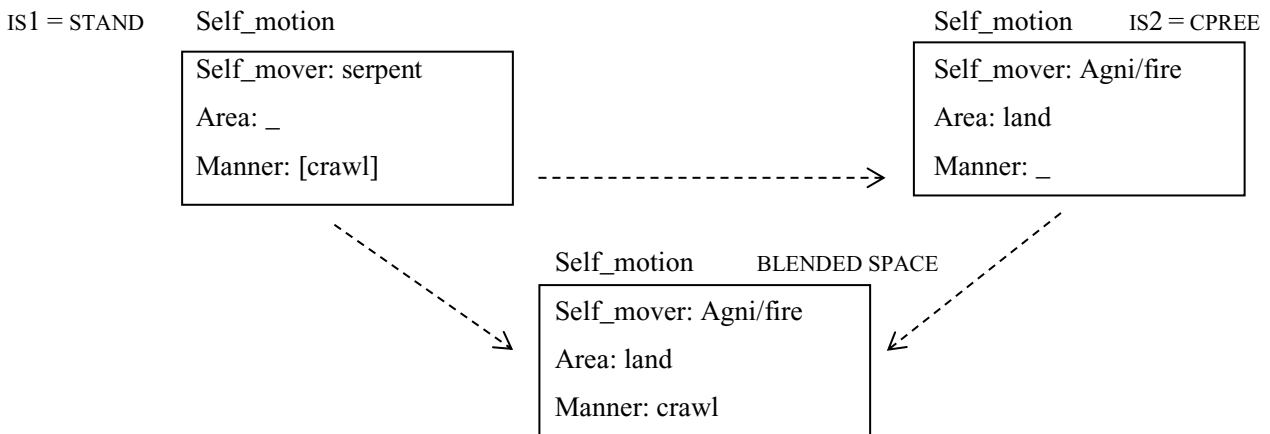 IS1 = STAND Self_motion
Self_mover: serpent
Area: _
Manner: [crawl]
Self_motion IS2 = CPREE
Self_mover: Agni/fire
Area: land
Manner: _
Self_motion BLENDED SPACE
Self_mover: Agni/fire
Area: land
Manner: crawl